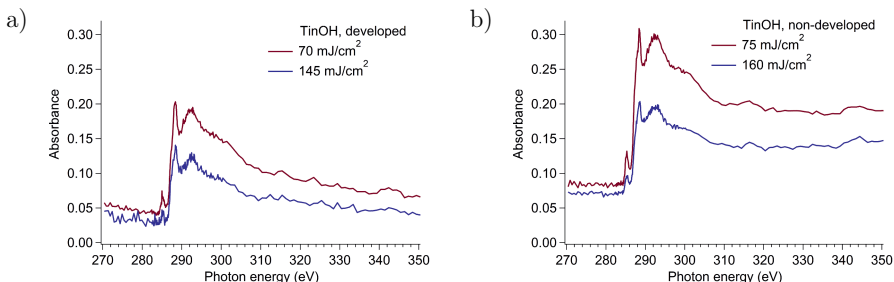 a)
TinOH, developed
70 mJ/cm²
145 mJ/cm²
Absorbance
0.30
0.25
0.20
0.15
0.10
0.05
0.00
270 280 290 300 310 320 330 340 350
Photon energy (eV)
b)
TinOH, non-developed
75 mJ/cm²
160 mJ/cm²
Absorbance
0.30
0.25
0.20
0.15
0.10
0.05
0.00
270 280 290 300 310 320 330 340 350
Photon energy (eV)